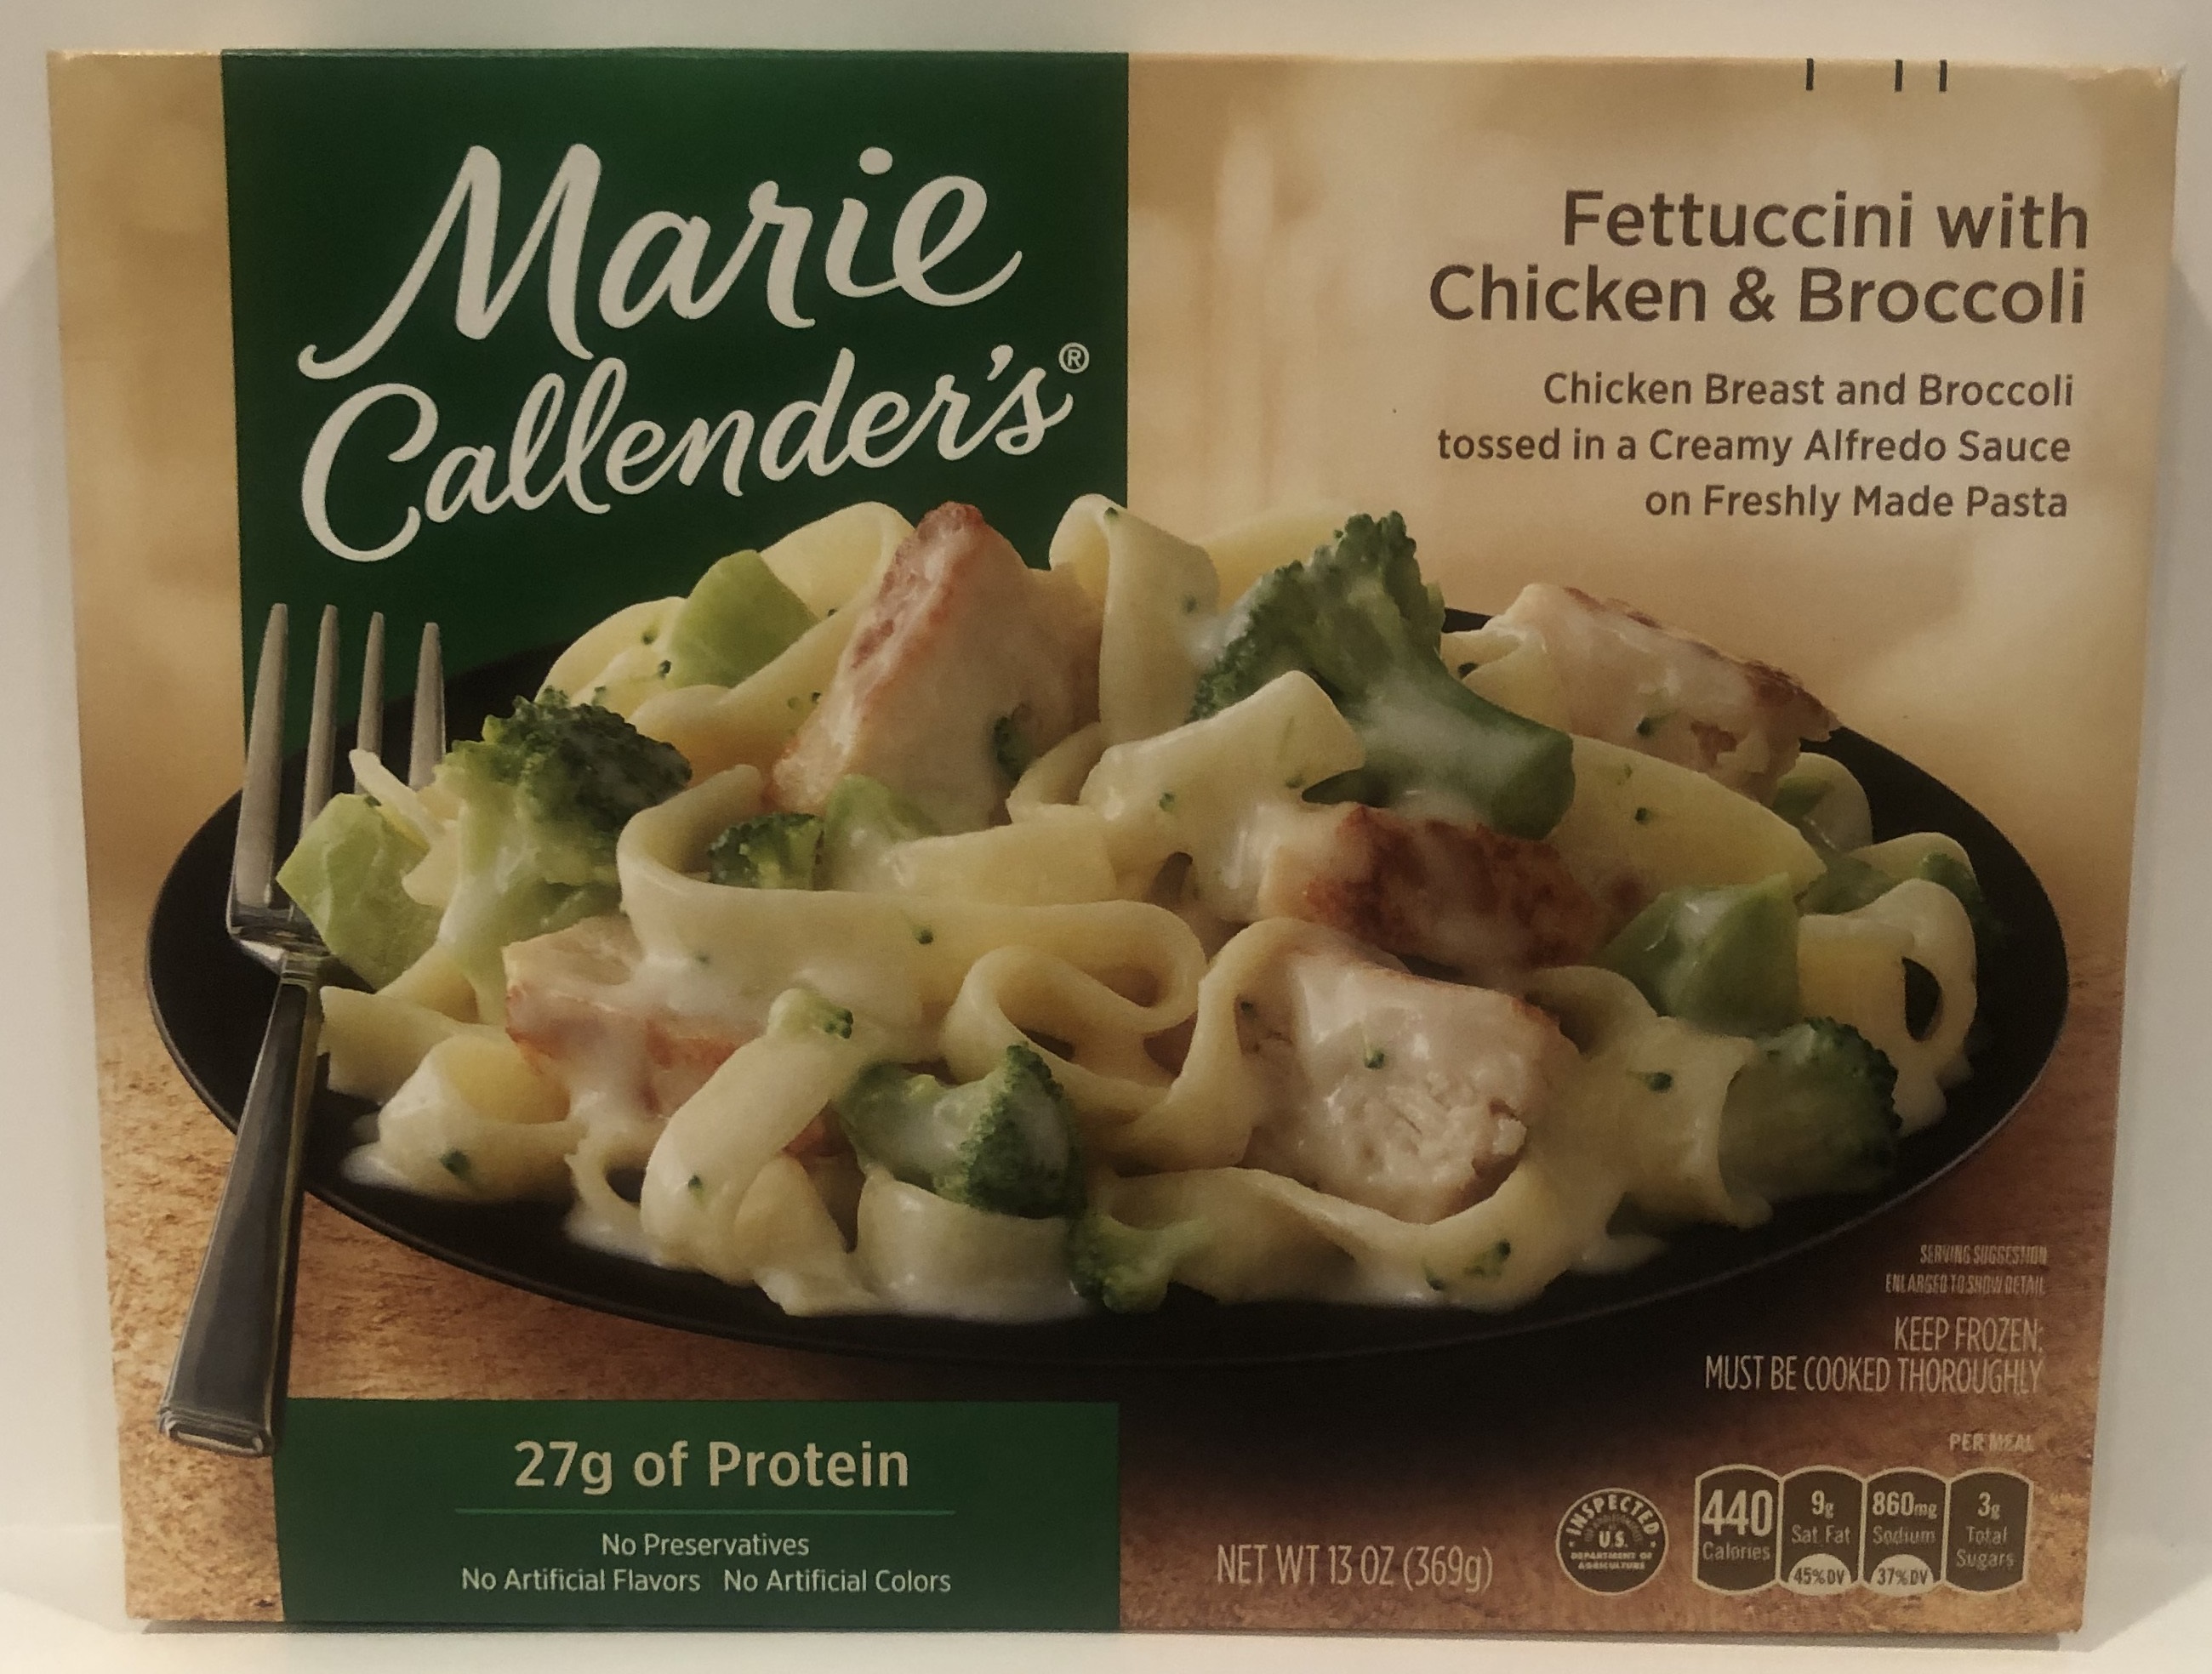 Marie
Callender's®
Fettuccini with
Chicken & Broccoli
Chicken Breast and Broccoli
tossed in a Creamy Alfredo Sauce
on Freshly Made Pasta
SERVING SUGGESTION
ENLARGED TO SHOW DETAIL
KEEP FROZEN:
MUST BE COOKED THOROUGHLY
27g of Protein
No Preservatives
No Artificial Flavors No Artificial Colors
NET WT 13 OZ (369g)
INSPECTED
U.S.
DEPARTMENT OF
AGRICULTURE
PER MEAL
440
Calories
9g
Sat Fat
45% DV
860mg
Sodium
37% DV
3g
Total
Sugars